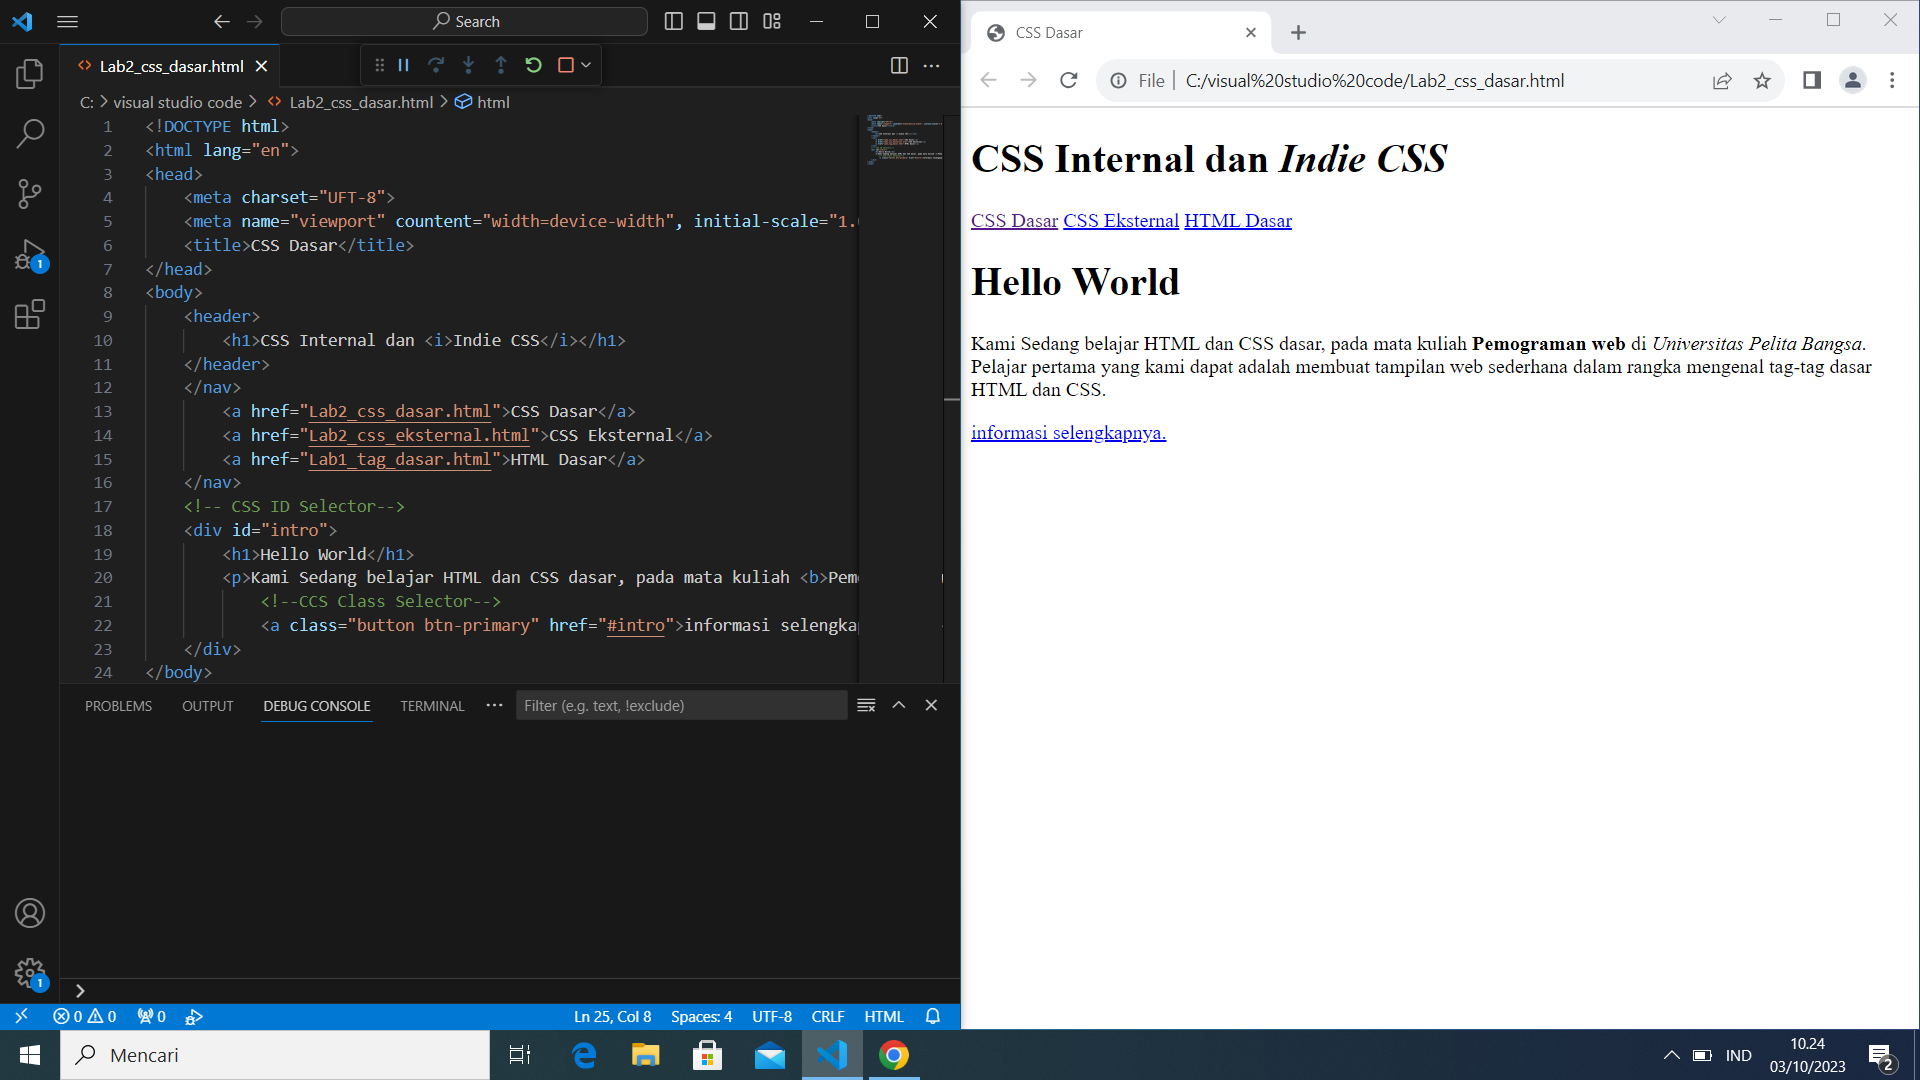 Search
Lab2_css_dasar.html
C: > visual studio code > Lab2_css_dasar.html > html
1 <!DOCTYPE html>
2 <html lang="en">
3 <head>
4 <meta charset="UFT-8">
5 <meta name="viewport" countent="width=device-width", initial-scale="1.
6 <title>CSS Dasar</title>
7 </head>
8 <body>
9 <header>
10 <h1>CSS Internal dan <i>Indie CSS</i></h1>
11 </header>
12 </nav>
13 <a href="Lab2_css_dasar.html">CSS Dasar</a>
14 <a href="Lab2_css_eksternal.html">CSS Eksternal</a>
15 <a href="Lab1_tag_dasar.html">HTML Dasar</a>
16 </nav>
17 <!-- CSS ID Selector-->
18 <div id="intro">
19 <h1>Hello World</h1>
20 <p>Kami Sedang belajar HTML dan CSS dasar, pada mata kuliah <b>Pem
21 <!--CCS Class Selector-->
22 <a class="button btn-primary" href="#intro">informasi selengka
23 </div>
24 </body>
PROBLEMS OUTPUT DEBUG CONSOLE TERMINAL ··· Filter (e.g. text, !exclude)
1
1
0 0 0 Ln 25, Col 8 Spaces: 4 UTF-8 CRLF HTML
CSS Dasar
File | C:/visual%20studio%20code/Lab2_css_dasar.html
CSS Internal dan Indie CSS
CSS Dasar CSS Eksternal HTML Dasar
Hello World
Kami Sedang belajar HTML dan CSS dasar, pada mata kuliah Pemograman web di Universitas Pelita Bangsa.
Pelajar pertama yang kami dapat adalah membuat tampilan web sederhana dalam rangka mengenal tag-tag dasar
HTML dan CSS.
informasi selengkapnya.
Mencari
IND
10.24
03/10/2023
2